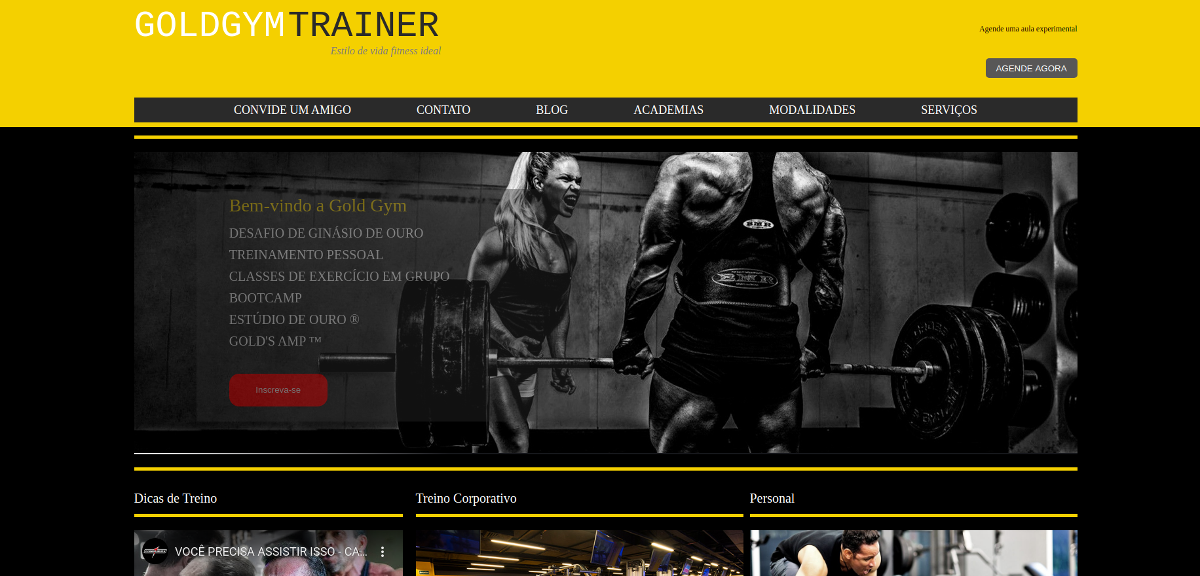 GOLDGYMTRAINER
Estilo de vida fitness ideal
Agende uma aula experimental
AGENDE AGORA
CONVIDE UM AMIGO CONTATO BLOG ACADEMIAS MODALIDADES SERVIÇOS
Bem-vindo a Gold Gym
DESAFIO DE GINÁSIO DE OURO
TREINAMENTO PESSOAL
CLASSES DE EXERCÍCIO EM GRUPO
BOOTCAMP
ESTÚDIO DE OURO ®
GOLD'S AMP ™
Inscreva-se
Dicas de Treino Treino Corporativo Personal
VOCÊ PRECISA ASSISTIR ISSO - CA...